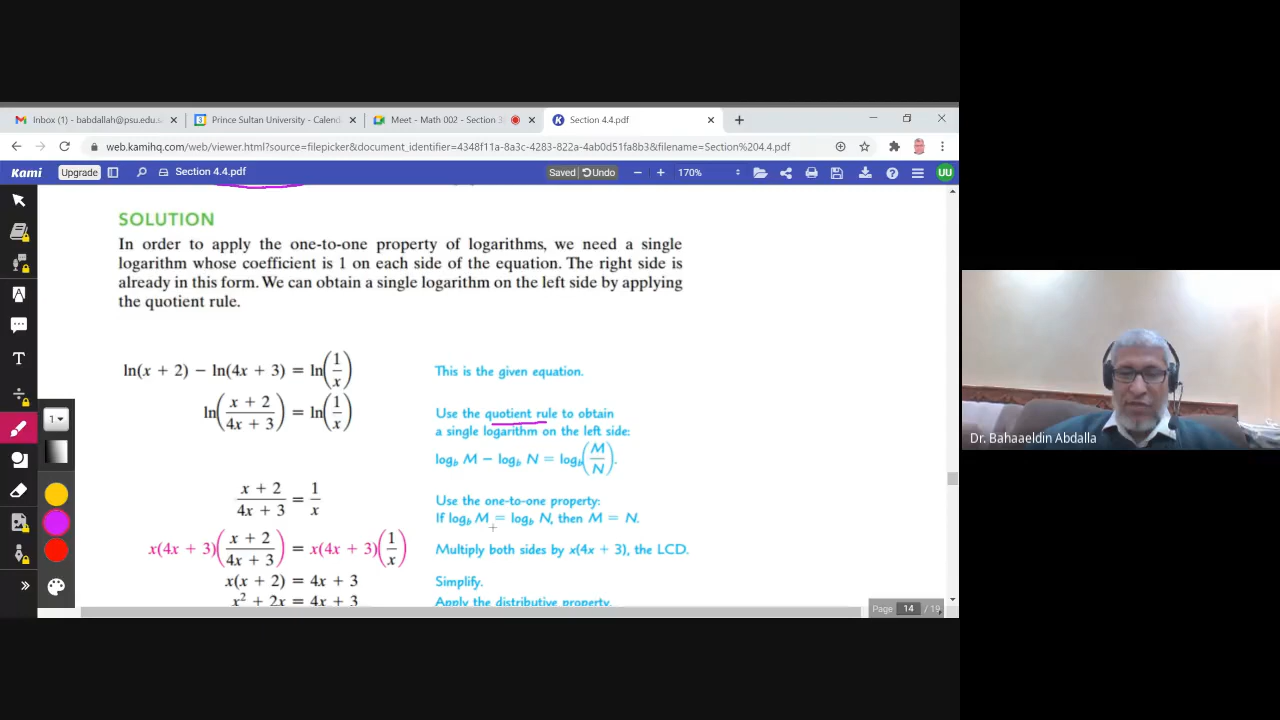 Inbox (1) - babdallah@psu.edu.s
Prince Sultan University - Calend
Meet - Math 002 - Section 3
Section 4.4.pdf
web.kamihq.com/web/viewer.html?source=filepicker&document_identifier=4348f11a-8a3c-4283-822a-4ab0d51fa8b3&filename=Section%204.4.pdf
Kami
Upgrade
Section 4.4.pdf
Saved
Undo
170%
UU
SOLUTION
In order to apply the one-to-one property of logarithms, we need a single
logarithm whose coefficient is 1 on each side of the equation. The right side is
already in this form. We can obtain a single logarithm on the left side by applying
the quotient rule.
ln(x + 2) − ln(4x + 3) = ln(1/x) This is the given equation.
ln((x + 2)/(4x + 3)) = ln(1/x) Use the quotient rule to obtain
a single logarithm on the left side:
log_b M − log_b N = log_b(M/N).
(x + 2)/(4x + 3) = 1/x Use the one-to-one property:
If log_b M = log_b N, then M = N.
x(4x + 3)((x + 2)/(4x + 3)) = x(4x + 3)(1/x) Multiply both sides by x(4x + 3), the LCD.
x(x + 2) = 4x + 3 Simplify.
x² + 2x = 4x + 3 Apply the distributive property.
Page 14 / 19
Dr. Bahaaeldin Abdalla